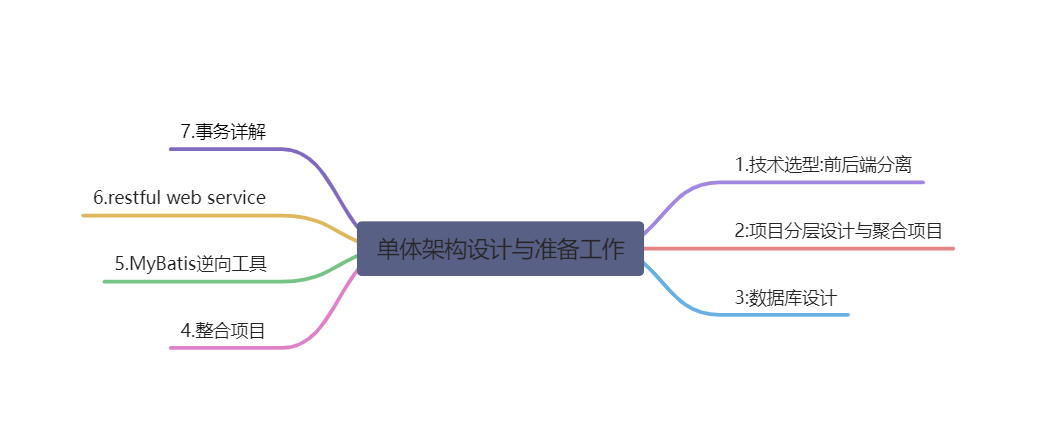 单体架构设计与准备工作
1.技术选型:前后端分离
2:项目分层设计与聚合项目
3:数据库设计
4.整合项目
5.MyBatis逆向工具
6.restful web service
7.事务详解